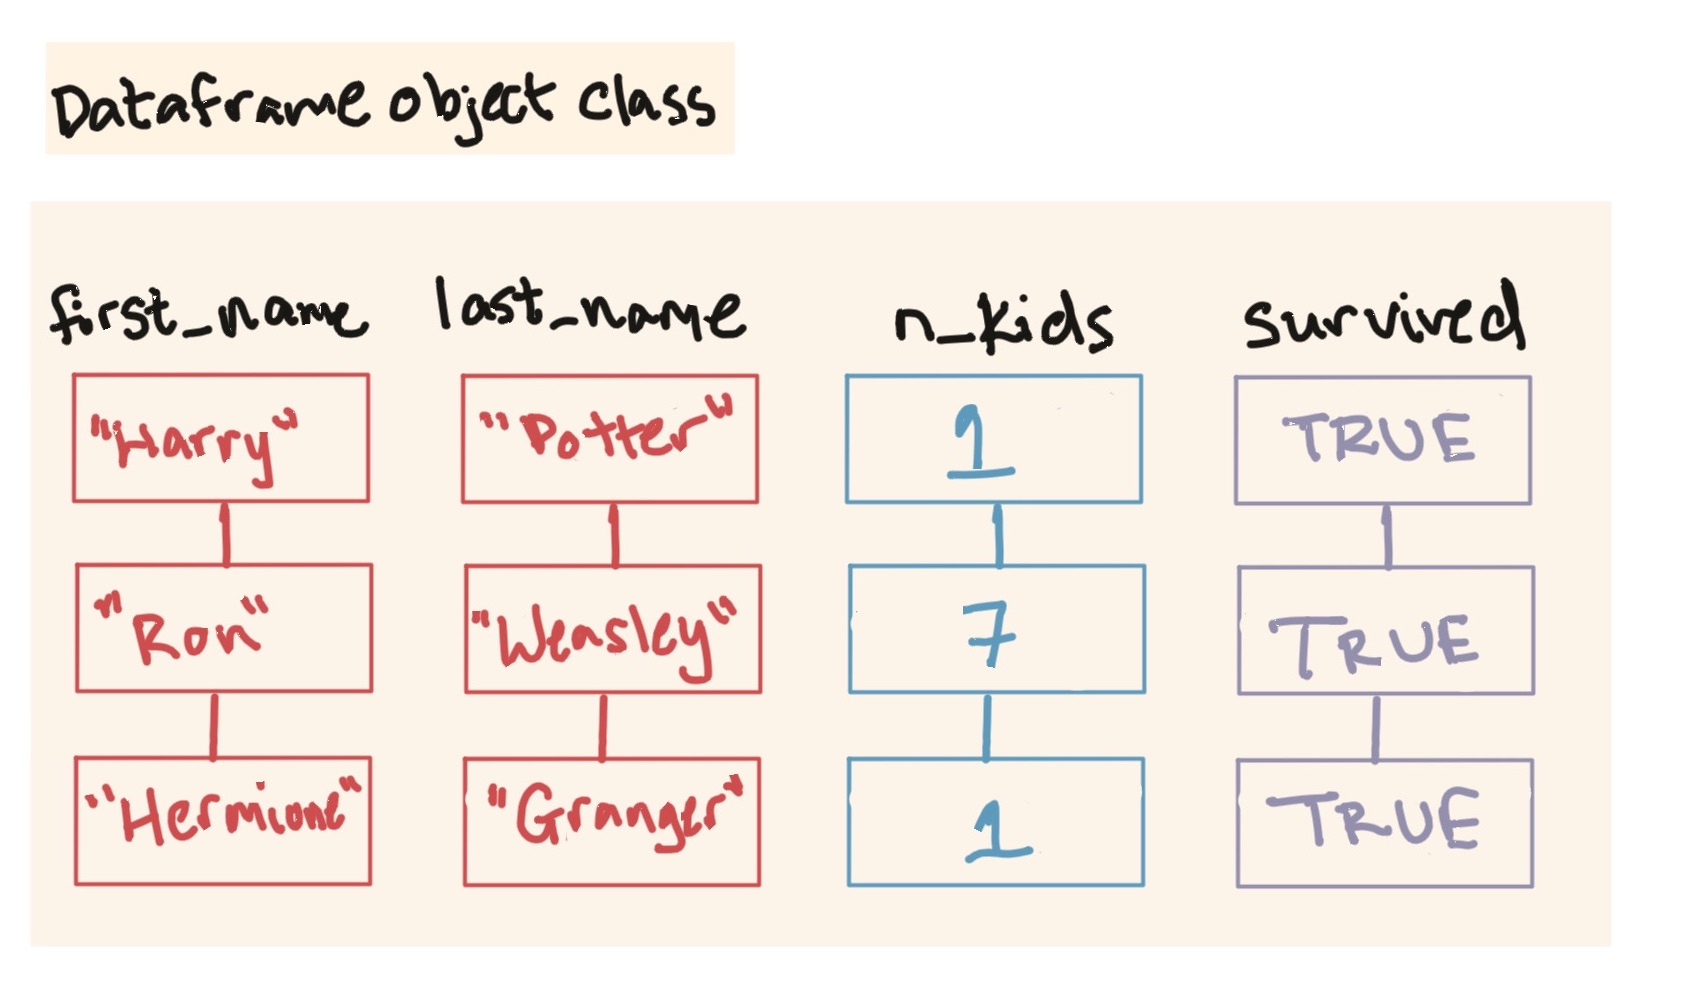 Dataframe object class
first_name last_name n_kids survived
"Harry" "Potter" 1 TRUE
"Ron" "Weasley" 7 TRUE
"Hermione" "Granger" 1 TRUE